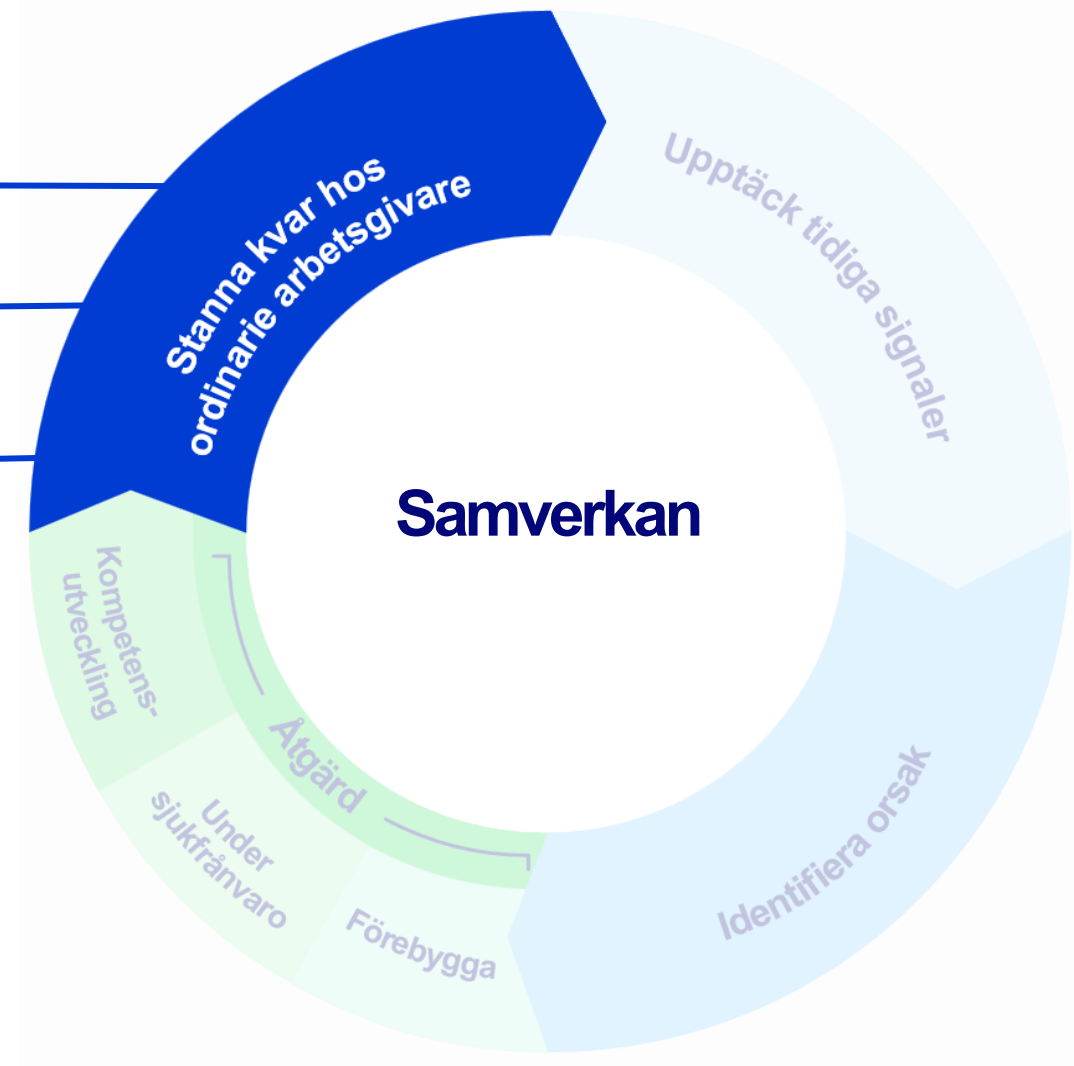 Stanna kvar hos
ordinarie arbetsgivare
Upptäck tidiga signaler
Samverkan
Kompetens-
utveckling
Åtgärd
Under
sjukfrånvaro
Förebygga
Identifiera orsak